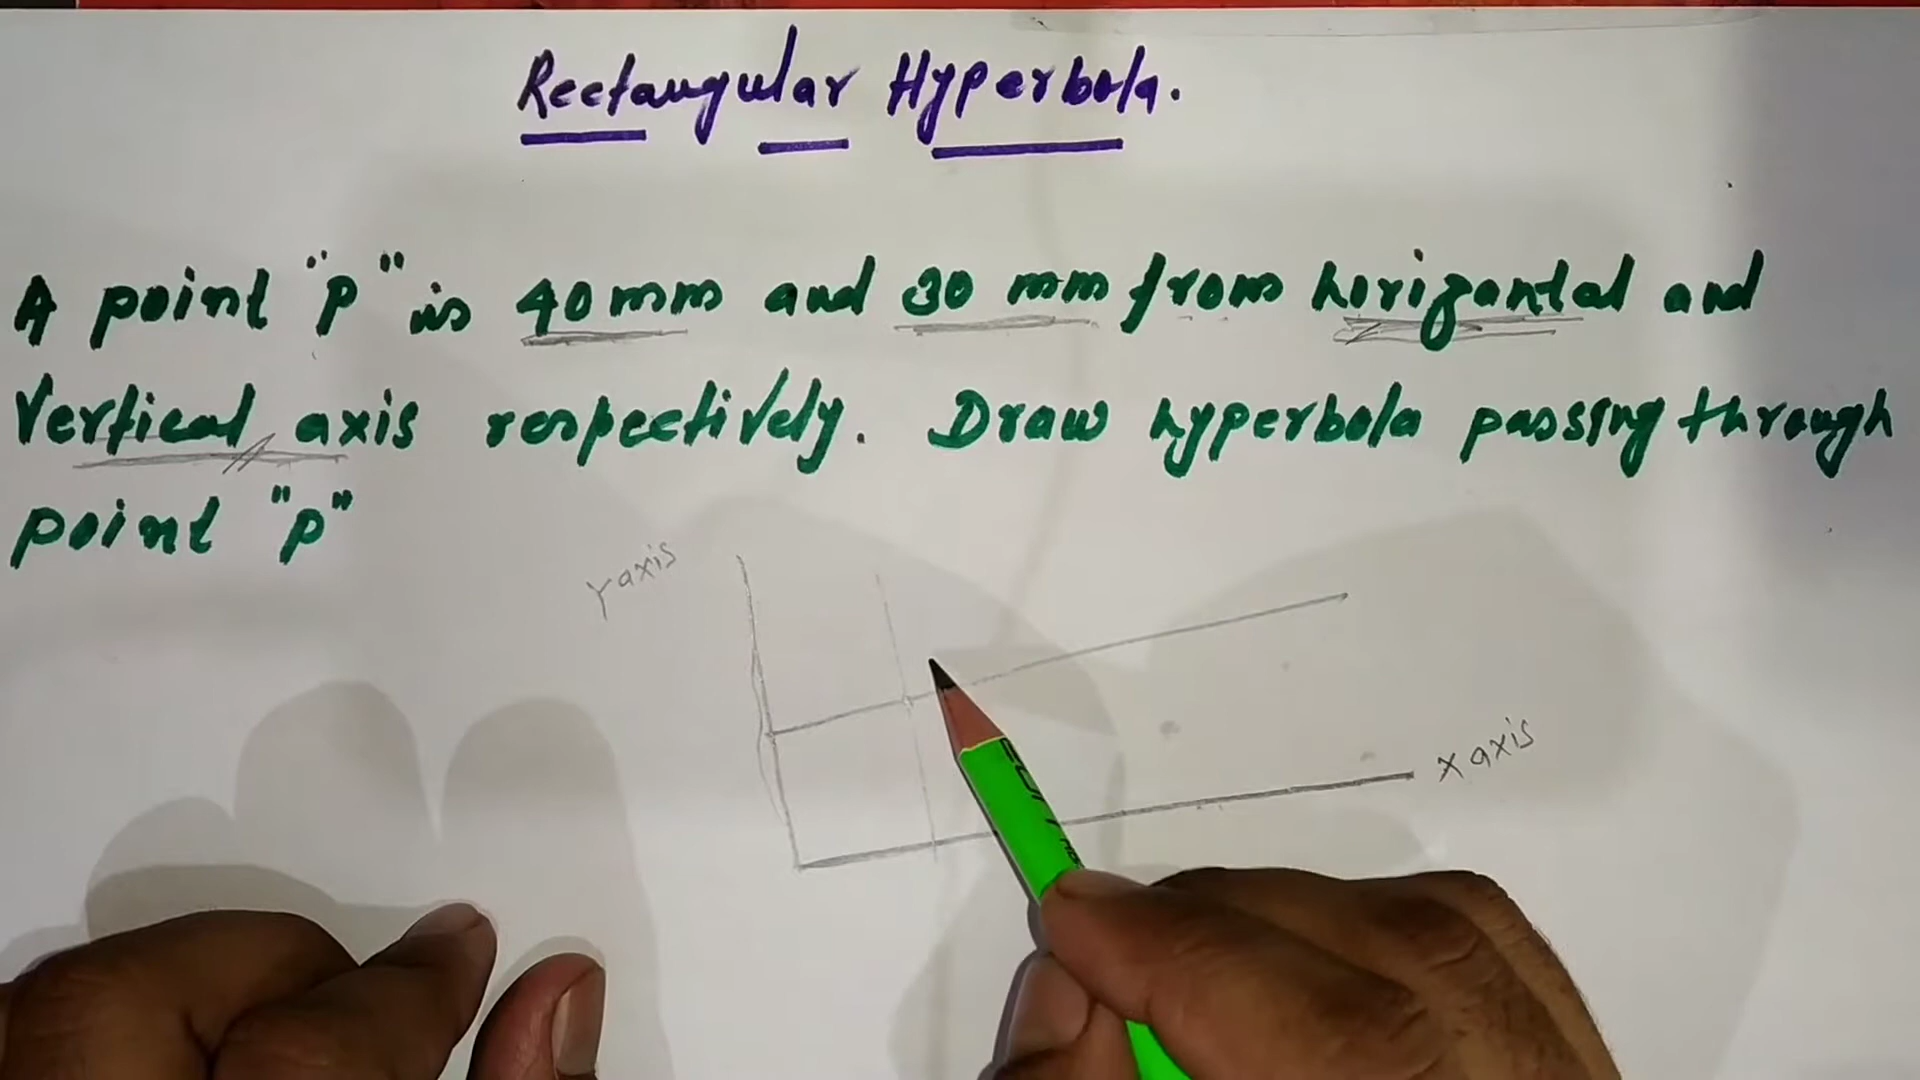 Rectangular Hyperbola.
A point "P" is 40 mm and 30 mm from horizontal and
Vertical axis respectively. Draw hyperbola passing through
point "P"
Y axis
X axis